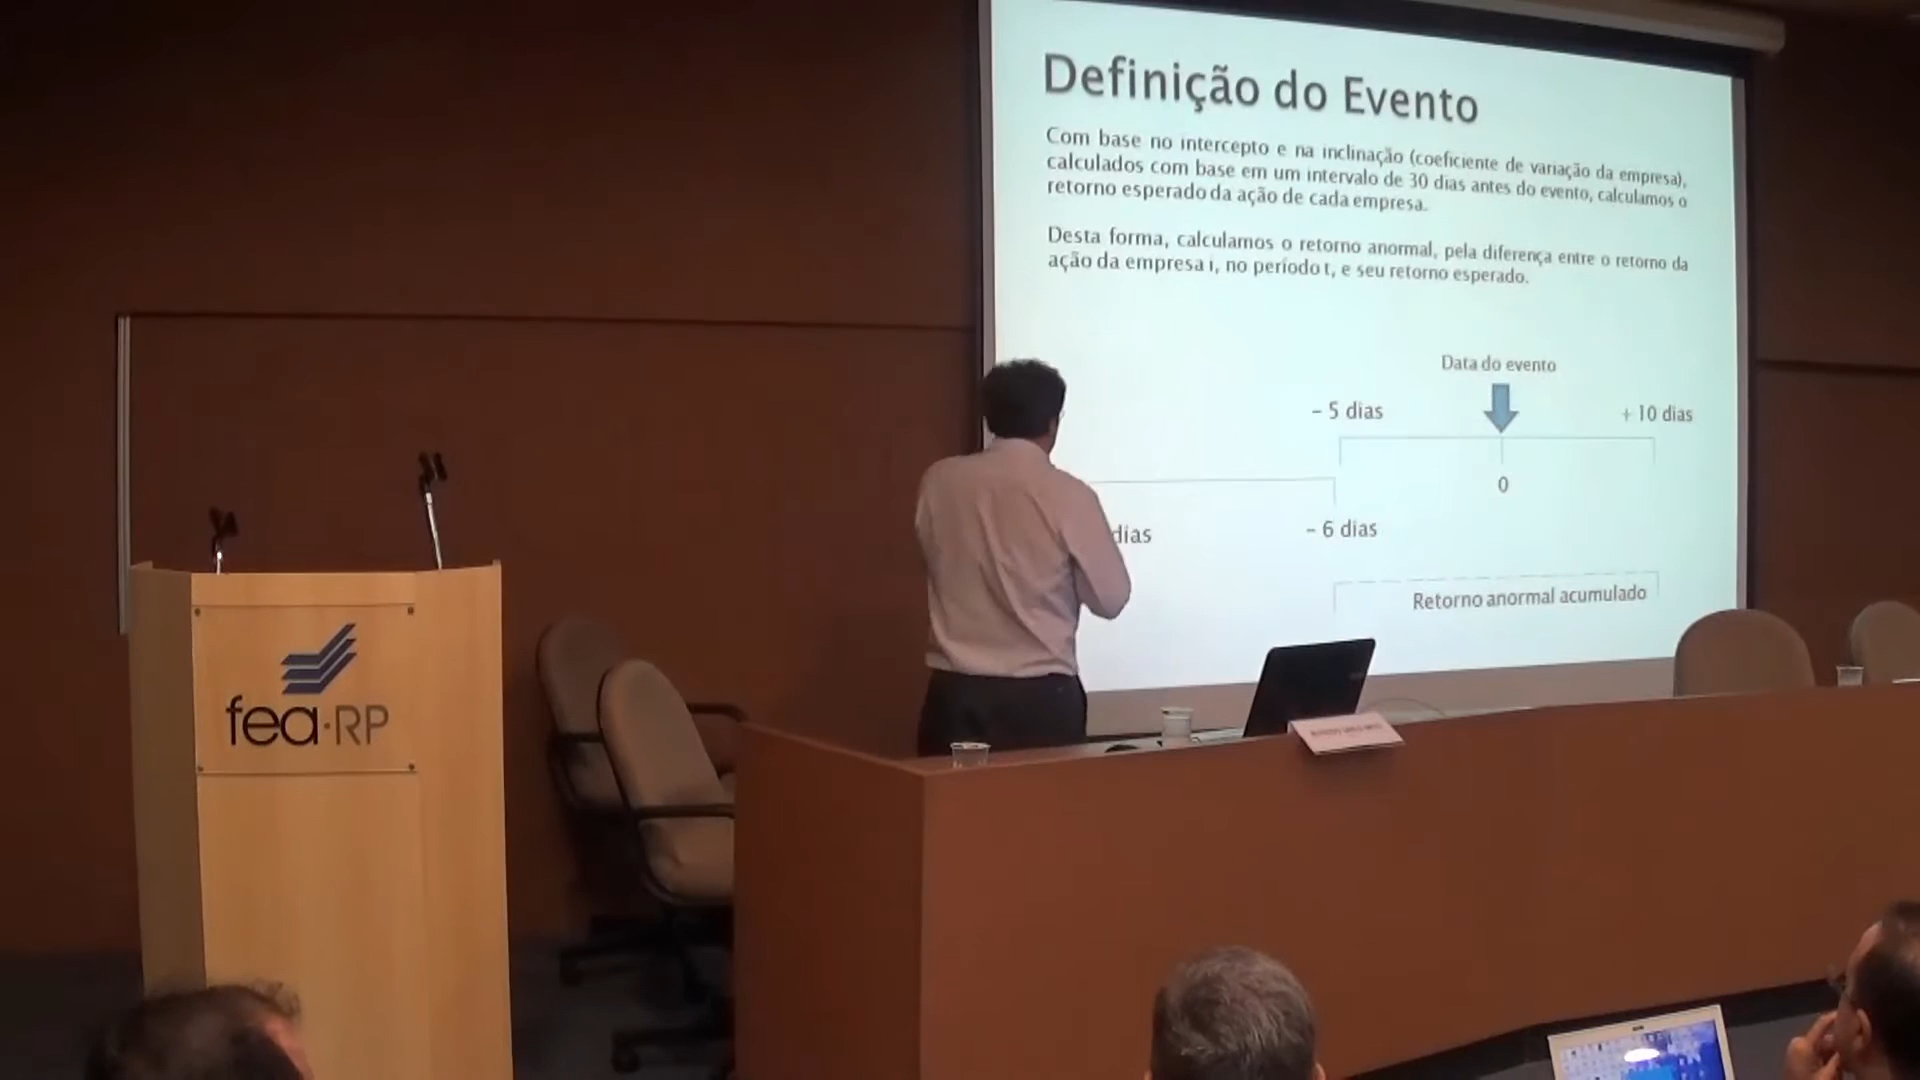 Definição do Evento
Com base no intercepto e na inclinação (coeficiente de variação da empresa),
calculados com base em um intervalo de 30 dias antes do evento, calculamos o
retorno esperado da ação de cada empresa.
Desta forma, calculamos o retorno anormal, pela diferença entre o retorno da
ação da empresa i, no período t, e seu retorno esperado.
Data do evento
- 5 dias
+ 10 dias
0
dias
- 6 dias
Retorno anormal acumulado
fea·RP